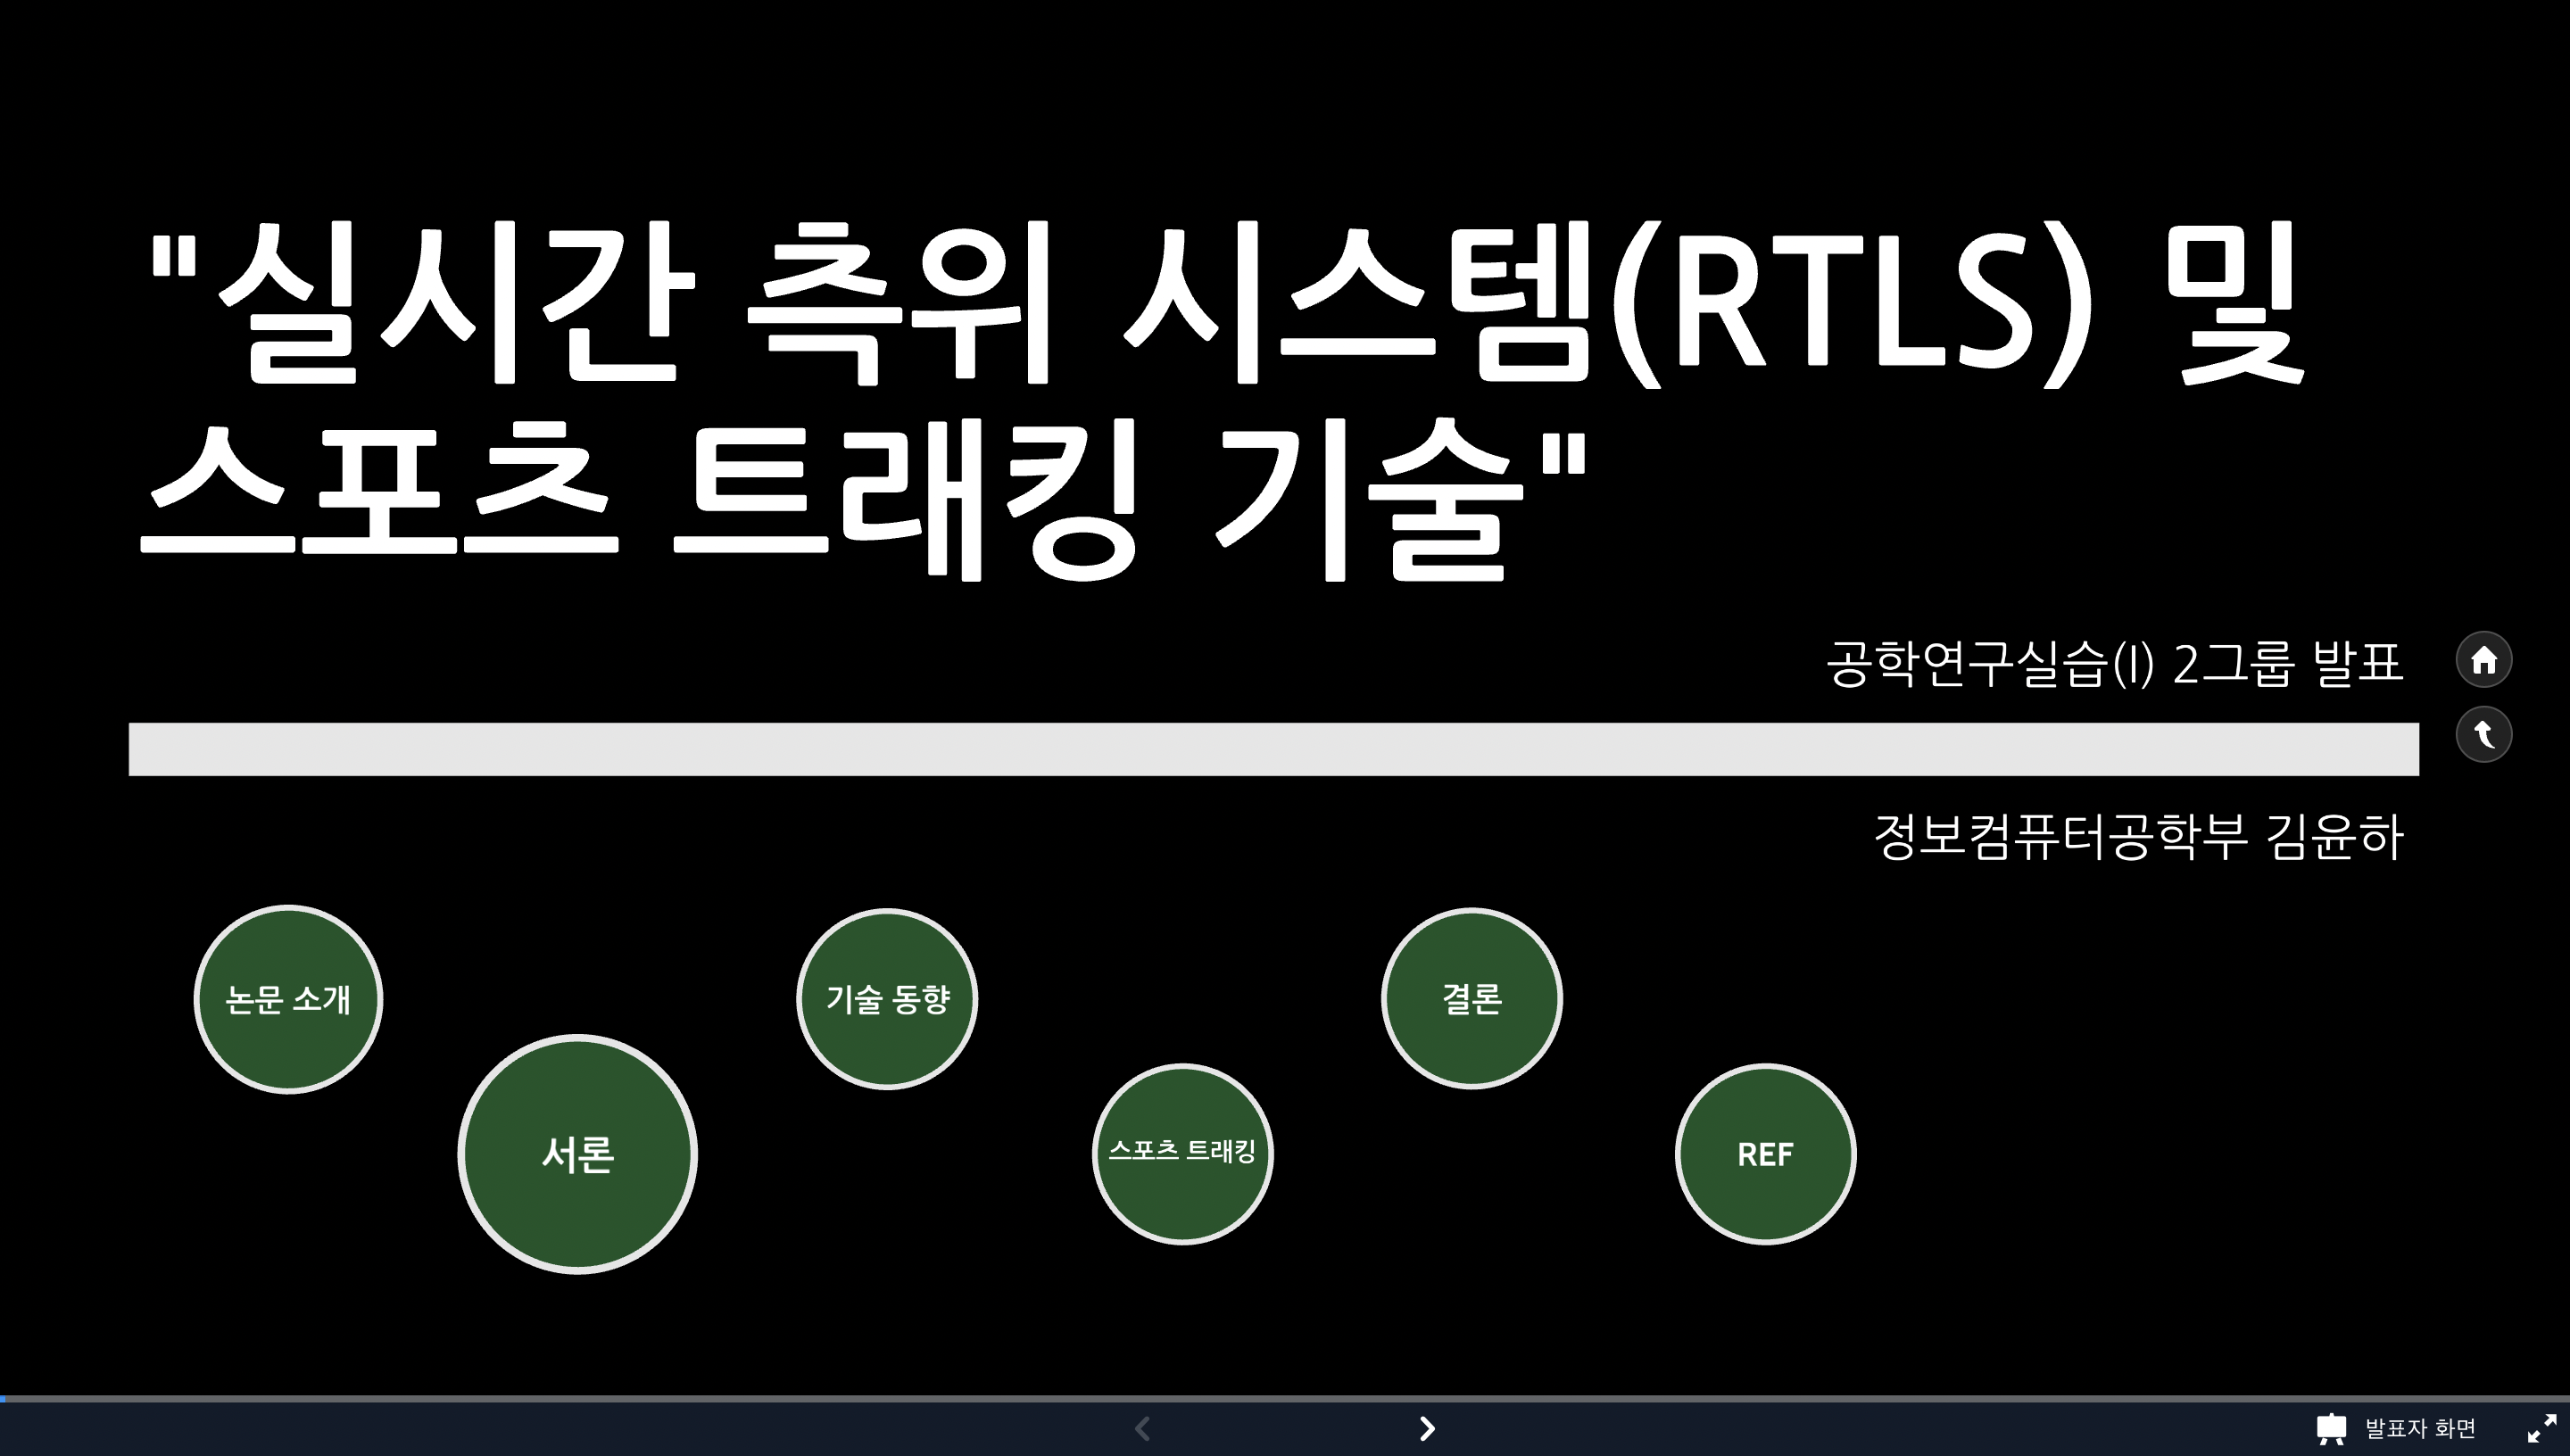 "실시간 측위 시스템(RTLS) 및
스포츠 트래킹 기술"
공학연구실습(I) 2그룹 발표
정보컴퓨터공학부 김윤하
논문 소개
기술 동향
결론
서론
스포츠 트래킹
REF
발표자 화면